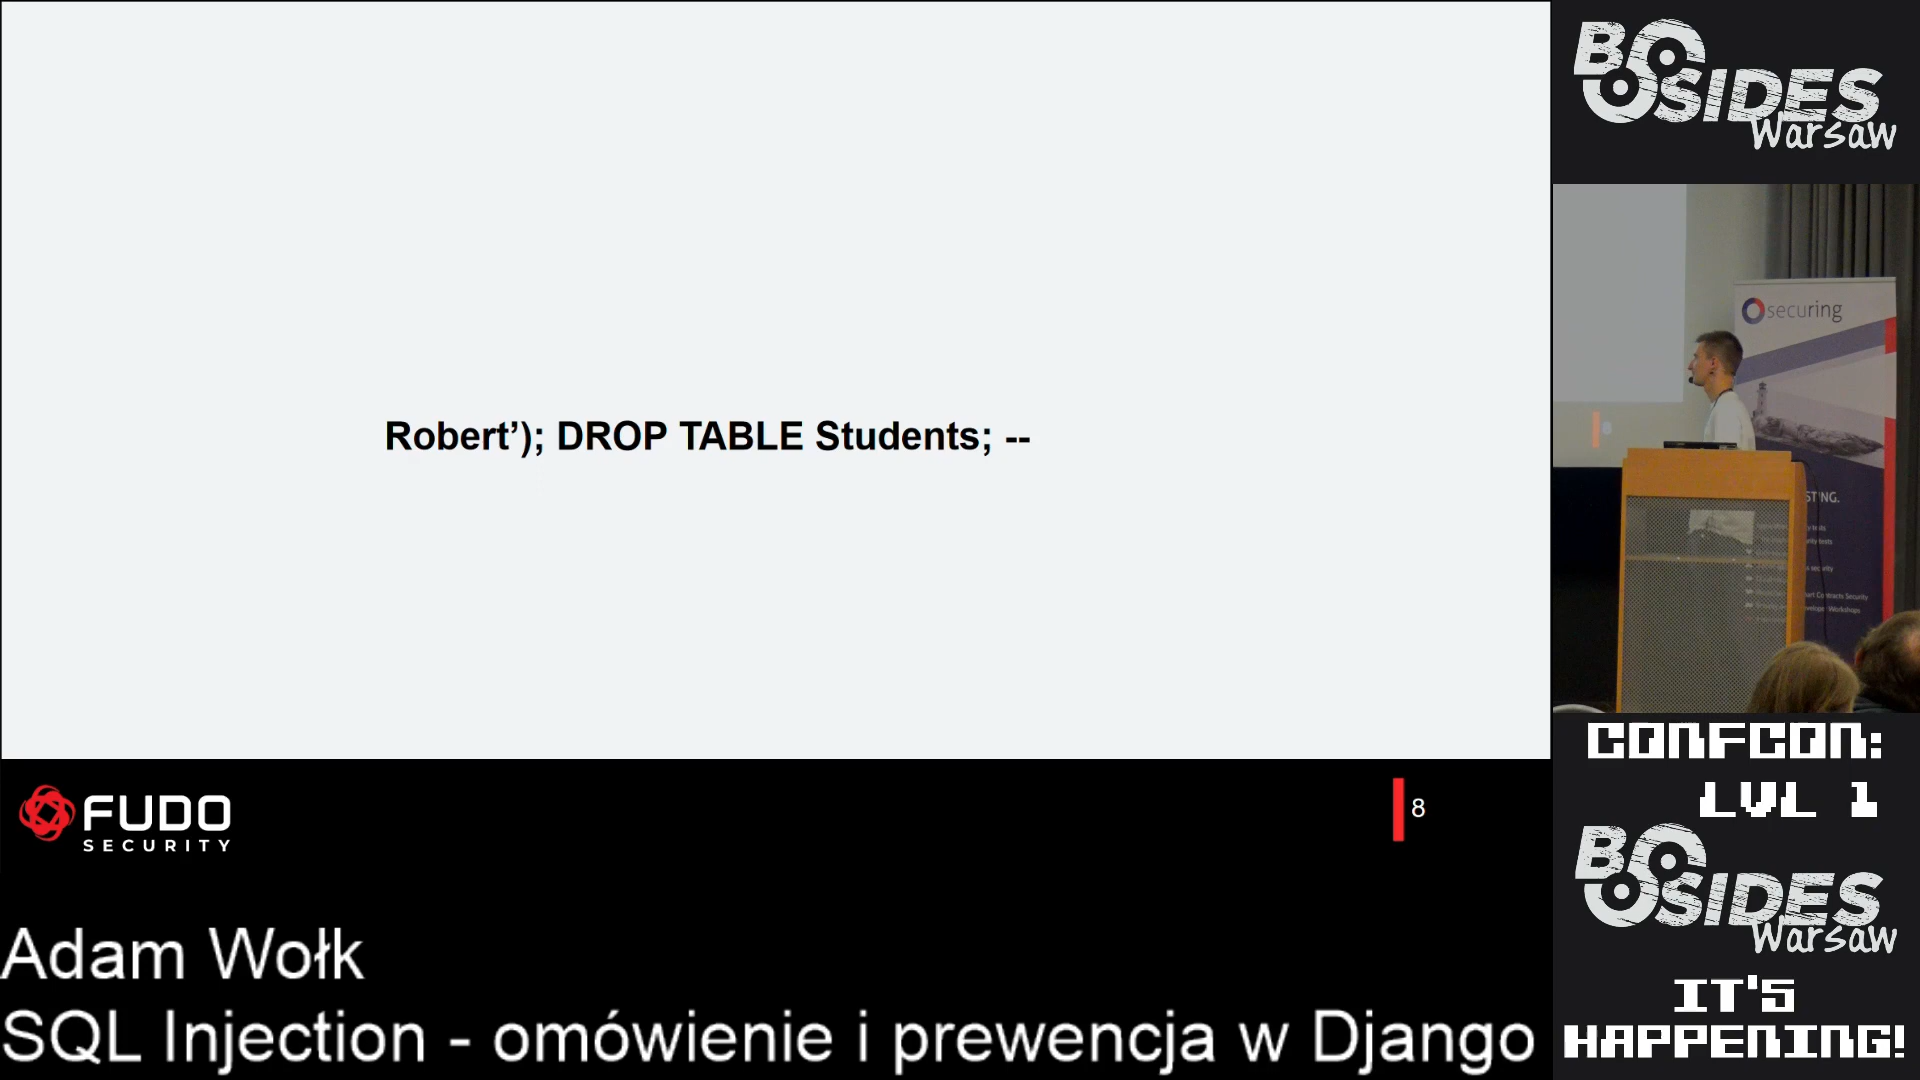 Robert’); DROP TABLE Students; --
FUDO
SECURITY
8
Adam Wołk
SQL Injection - omówienie i prewencja w Django
BSIDES
Warsaw
securing
CONFCON:
LVL 1
BSIDES
Warsaw
IT'S
HAPPENING!